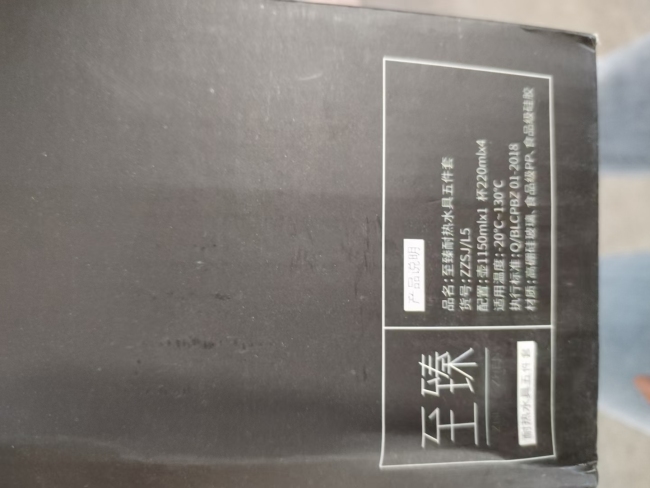 至臻
耐热水具五件套
产品说明
品名：至臻耐热水具五件套
货号：ZZSJ/L5
配置：壶1150mlx1 杯220mlx4
适用温度：-20℃~130℃
执行标准：Q/BLCPBZ 01-2018
材质：高硼硅玻璃、食品级PP、食品级硅胶